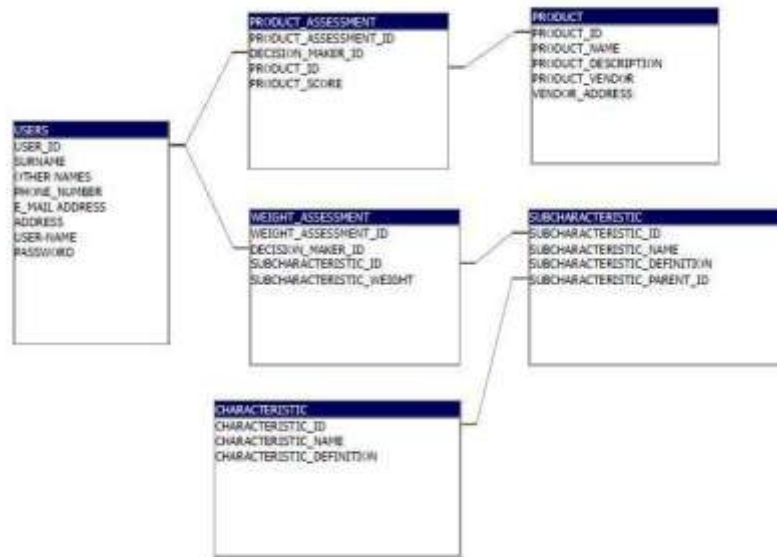 PRODUCT_ASSESSMENT
PRODUCT_ASSESSMENT_ID
DECISION_MAKER_ID
PRODUCT_ID
PRODUCT_SCORE
PRODUCT
PRODUCT_ID
PRODUCT_NAME
PRODUCT_DESCRIPTION
PRODUCT_VENDOR
VENDOR_ADDRESS
USERS
USER_ID
SURNAME
OTHER NAMES
PHONE_NUMBER
E_MAIL ADDRESS
ADDRESS
USER-NAME
PASSWORD
WEIGHT_ASSESSMENT
WEIGHT_ASSESSMENT_ID
DECISION_MAKER_ID
SUBCHARACTERISTIC_ID
SUBCHARACTERISTIC_WEIGHT
SUBCHARACTERISTIC
SUBCHARACTERISTIC_ID
SUBCHARACTERISTIC_NAME
SUBCHARACTERISTIC_DEFINITION
SUBCHARACTERISTIC_PARENT_ID
CHARACTERISTIC
CHARACTERISTIC_ID
CHARACTERISTIC_NAME
CHARACTERISTIC_DEFINITION